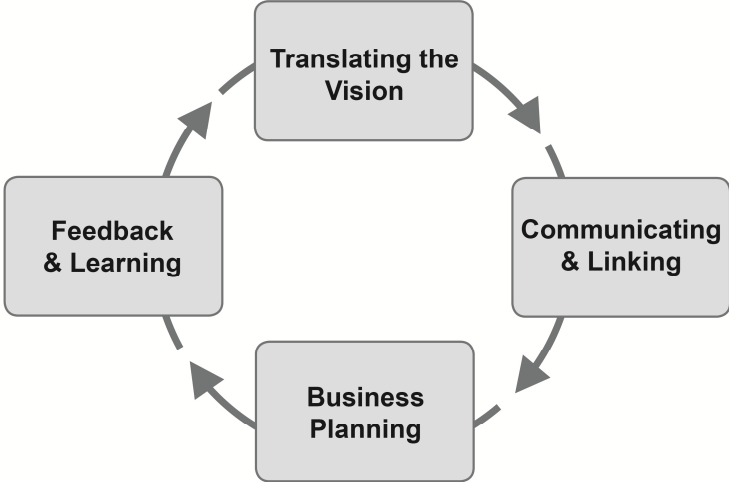 Translating the
Vision
Communicating
& Linking
Business
Planning
Feedback
& Learning